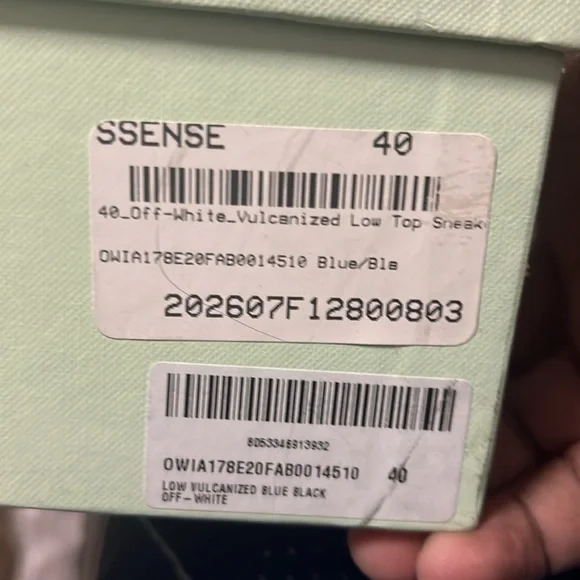 SSENSE 40
40_Off-White_Vulcanized Low Top Sneak
OWIA178E20FAB0014510 Blue/Bla
202607F12800803
8053346913932
OWIA178E20FAB0014510 40
LOW VULCANIZED BLUE BLACK
OFF-WHITE